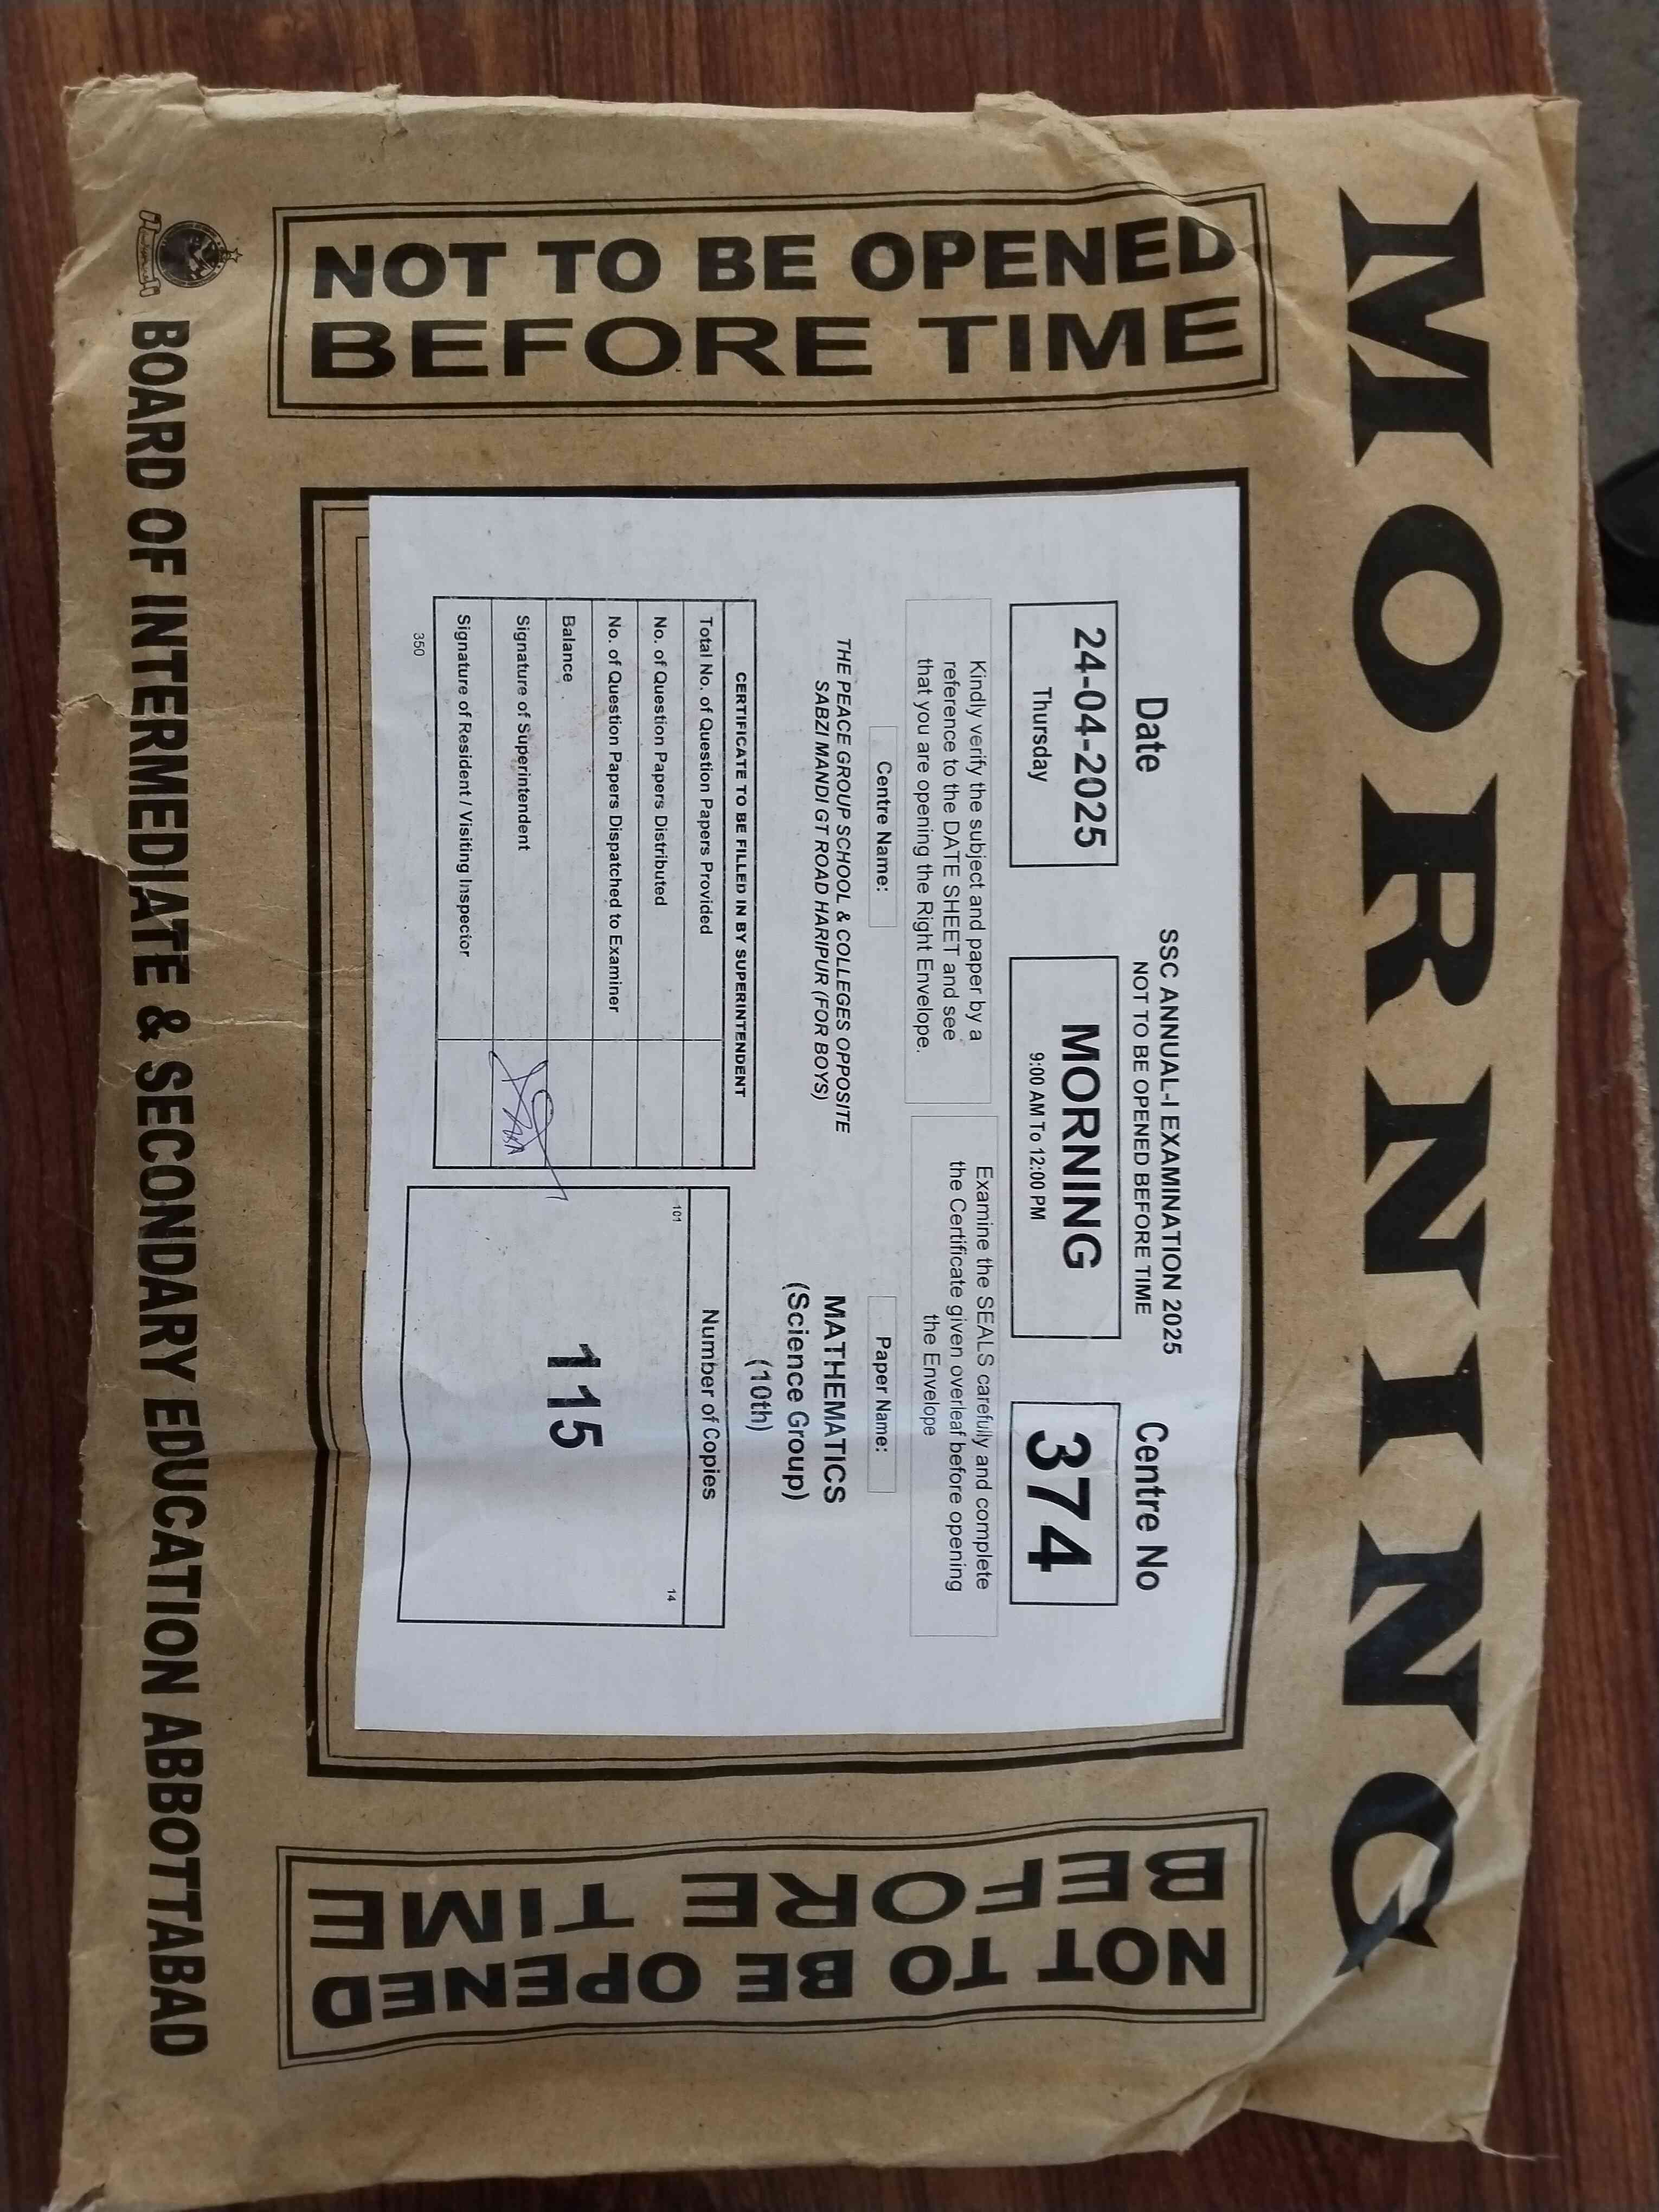 MORNING
NOT TO BE OPENED
BEFORE TIME
SSC ANNUAL-I EXAMINATION 2025
NOT TO BE OPENED BEFORE TIME
Date
24-04-2025
Thursday
MORNING
9:00 AM To 12:00 PM
Centre No
374
Kindly verify the subject and paper by a
reference to the DATE SHEET and see
that you are opening the Right Envelope.
Examine the SEALS carefully and complete
the Certificate given overleaf before opening
the Envelope
Centre Name:
THE PEACE GROUP SCHOOL & COLLEGES OPPOSITE
SABZI MANDI GT ROAD HARIPUR (FOR BOYS)
Paper Name:
MATHEMATICS
(Science Group)
(10th)
CERTIFICATE TO BE FILLED IN BY SUPERINTENDENT
Total No. of Question Papers Provided
No. of Question Papers Distributed
No. of Question Papers Dispatched to Examiner
Balance
Signature of Superintendent
Signature of Resident / Visiting Inspector
350
Number of Copies
101
14
115
NOT TO BE OPENED
BEFORE TIME
BOARD OF INTERMEDIATE & SECONDARY EDUCATION ABBOTTABAD